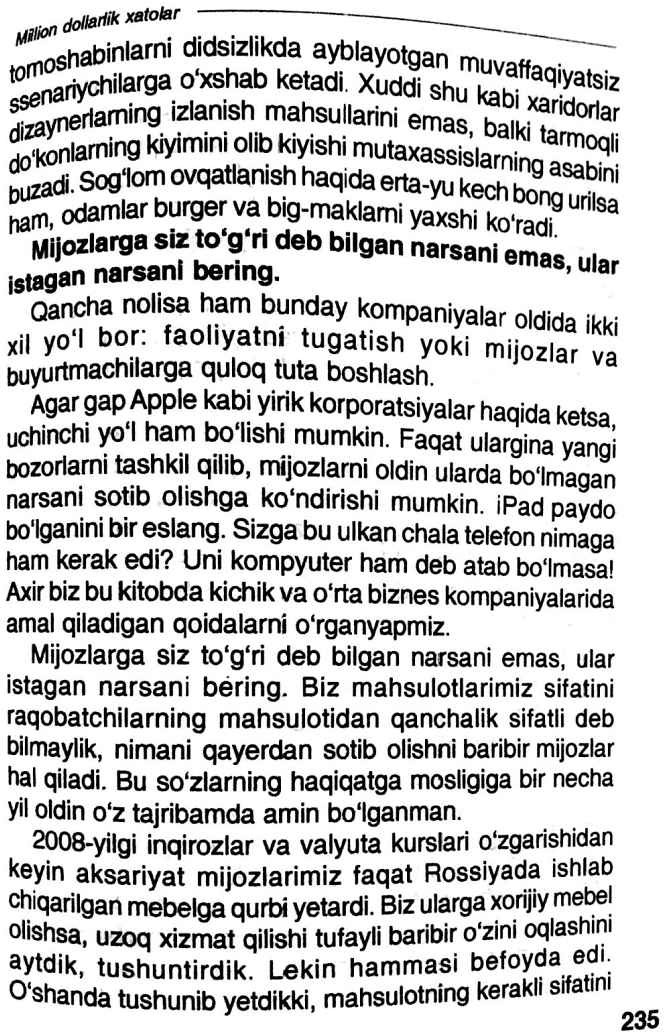 Million dollarlik xatolar
tomoshabinlarni didsizlikda ayblayotgan muvaffaqiyatsiz
ssenariychilarga o‘xshab ketadi. Xuddi shu kabi xaridorlar
dizaynerlarning izlanish mahsullarini emas, balki tarmoqli
do‘konlarning kiyimini olib kiyishi mutaxassislarning asabini
buzadi. Sog‘lom ovqatlanish haqida erta-yu kech bong urilsa
ham, odamlar burger va big-maklarni yaxshi ko‘radi.
Mijozlarga siz to‘g‘ri deb bilgan narsani emas, ular
istagan narsani bering.
Qancha nolisa ham bunday kompaniyalar oldida ikki
xil yo‘l bor: faoliyatni tugatish yoki mijozlar va
buyurtmachilarga quloq tuta boshlash.
Agar gap Apple kabi yirik korporatsiyalar haqida ketsa,
uchinchi yo‘l ham bo‘lishi mumkin. Faqat ulargina yangi
bozorlarni tashkil qilib, mijozlarni oldin ularda bo‘lmagan
narsani sotib olishga ko‘ndirishi mumkin. iPad paydo
bo‘lganini bir eslang. Sizga bu ulkan chala telefon nimaga
ham kerak edi? Uni kompyuter ham deb atab bo‘lmasa!
Axir biz bu kitobda kichik va o‘rta biznes kompaniyalarida
amal qiladigan qoidalarni o‘rganyapmiz.
Mijozlarga siz to‘g‘ri deb bilgan narsani emas, ular
istagan narsani bering. Biz mahsulotlarimiz sifatini
raqobatchilarning mahsulotidan qanchalik sifatli deb
bilmaylik, nimani qayerdan sotib olishni baribir mijozlar
hal qiladi. Bu so‘zlarning haqiqatga mosligiga bir necha
yil oldin o‘z tajribamda amin bo‘lganman.
2008-yilgi inqirozlar va valyuta kurslari o‘zgarishidan
keyin aksariyat mijozlarimiz faqat Rossiyada ishlab
chiqarilgan mebelga qurbi yetardi. Biz ularga xorijiy mebel
olishsa, uzoq xizmat qilishi tufayli baribir o‘zini oqlashini
aytdik, tushuntirdik. Lekin hammasi befoyda edi.
O‘shanda tushunib yetdikki, mahsulotning kerakli sifatini
235